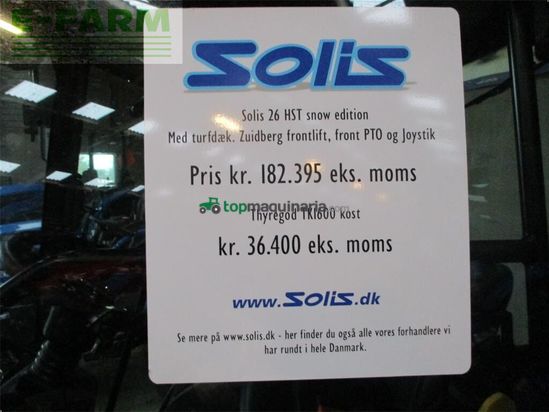 E-FARM
Solis
Solis 26 HST snow edition
Med turfdæk. Zuidberg frontlift, front PTO og Joystik
Pris kr. 182.395 eks. moms
topmaquinaria.com
Thyregod TK1600 kost
kr. 36.400 eks. moms
www.Solis.dk
Se mere på www.solis.dk - her finder du også alle vores forhandlere vi
har rundt i hele Danmark.